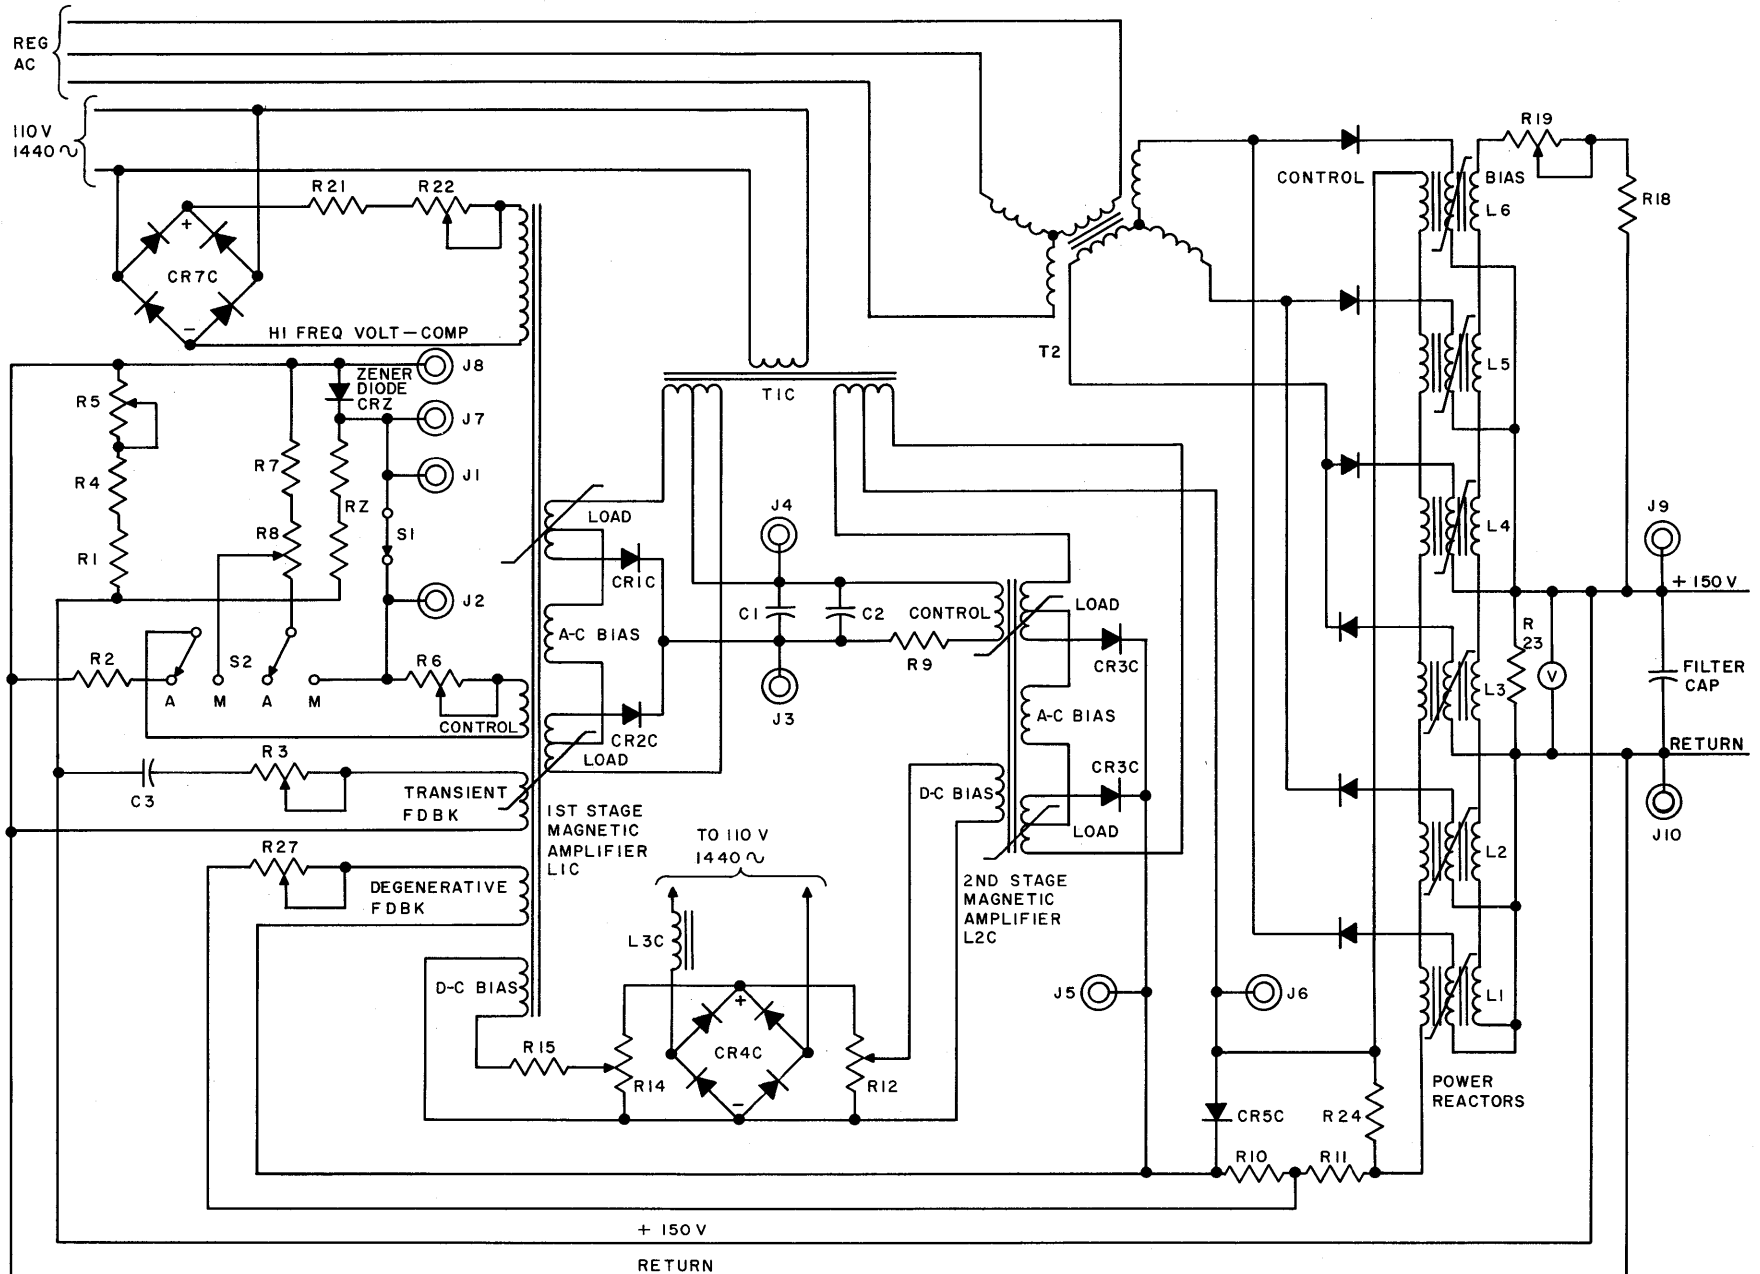 REG
AC
110V
1440 ~
R21
R22
+
CR7C
−
HI FREQ VOLT-COMP
T2
CONTROL
BIAS
R19
L6
R18
L5
L4
J9
+150V
R
23
V
FILTER
CAP
L3
RETURN
J10
L2
L1
POWER
REACTORS
J8
ZENER
DIODE
CRZ
R5
J7
J1
R4
R7
RZ
R8
S1
R1
J2
R2
S2
R6
A
M
A
M
CONTROL
T1C
LOAD
CR1C
A-C BIAS
CR2C
LOAD
J4
C1
C2
J3
R9
CONTROL
LOAD
CR3C
A-C BIAS
CR3C
LOAD
D-C BIAS
C3
R3
TRANSIENT
FDBK
1ST STAGE
MAGNETIC
AMPLIFIER
L1C
R27
DEGENERATIVE
FDBK
D-C BIAS
TO 110 V
1440 ~
L3C
2ND STAGE
MAGNETIC
AMPLIFIER
L2C
R15
R14
+
CR4C
−
R12
J5
J6
CR5C
R24
R10
R11
+ 150V
RETURN